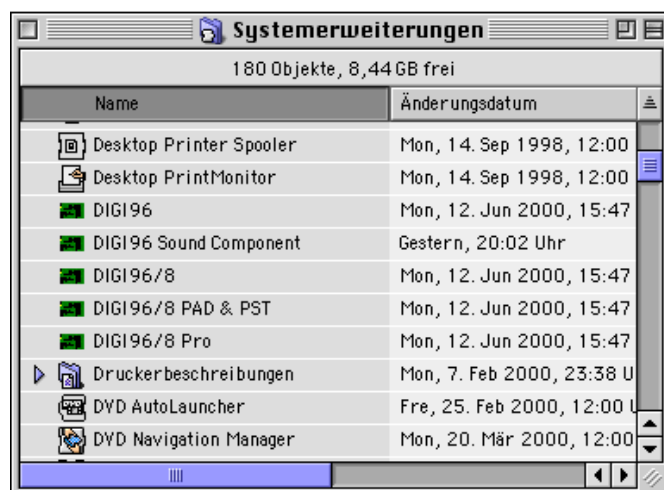 Systemerweiterungen
180 Objekte, 8,44 GB frei
Name Änderungsdatum
Desktop Printer Spooler Mon, 14. Sep 1998, 12:00
Desktop PrintMonitor Mon, 14. Sep 1998, 12:00
DIGI96 Mon, 12. Jun 2000, 15:47
DIGI96 Sound Component Gestern, 20:02 Uhr
DIGI96/8 Mon, 12. Jun 2000, 15:47
DIGI96/8 PAD & PST Mon, 12. Jun 2000, 15:47
DIGI96/8 Pro Mon, 12. Jun 2000, 15:47
Druckerbeschreibungen Mon, 7. Feb 2000, 23:38 U
DVD AutoLauncher Fre, 25. Feb 2000, 12:00 U
DVD Navigation Manager Mon, 20. Mär 2000, 12:00